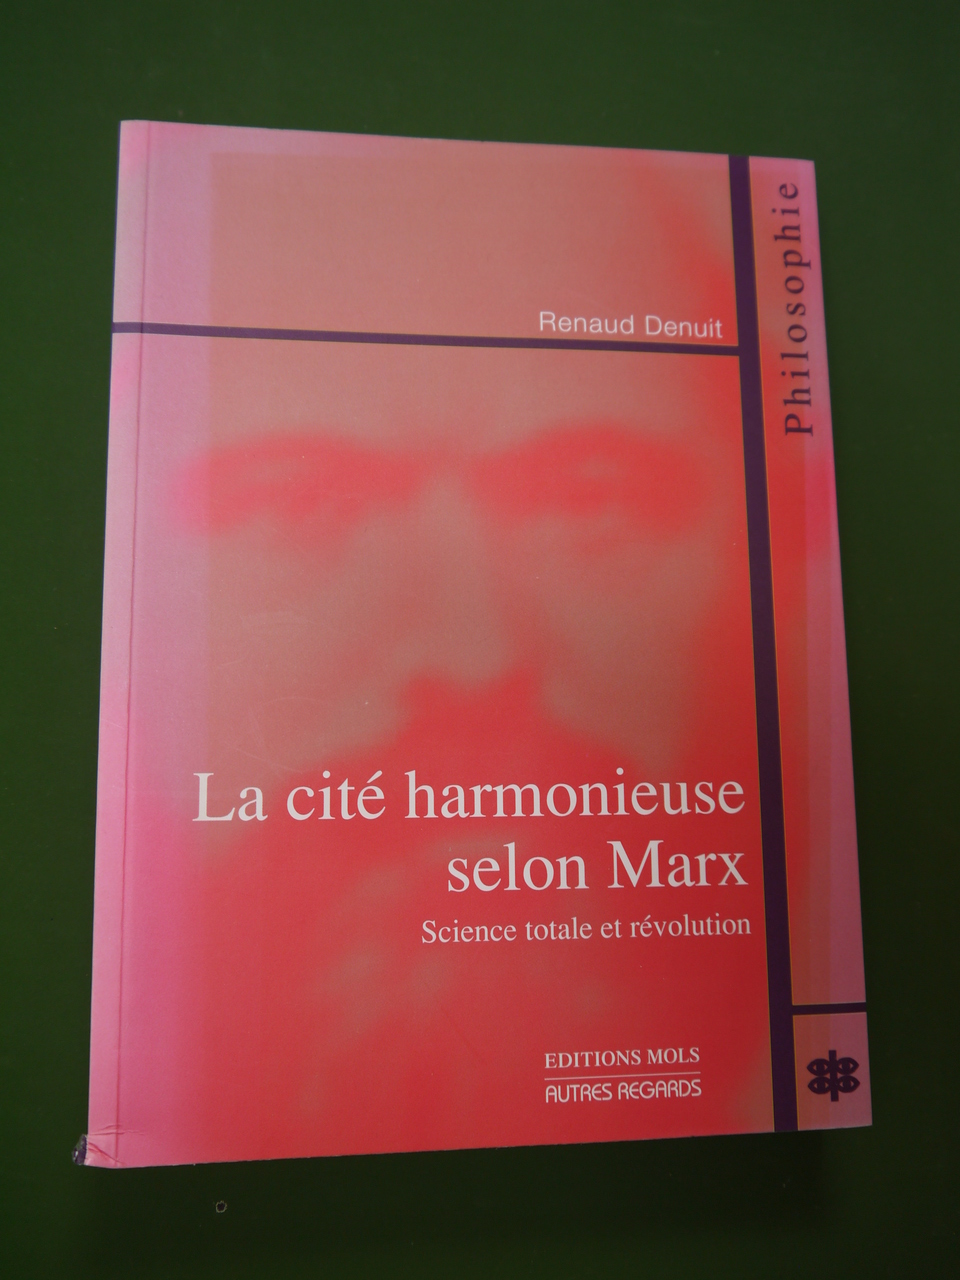 Renaud Denuit
Philosophie
La cité harmonieuse
selon Marx
Science totale et révolution
EDITIONS MOLS
AUTRES REGARDS